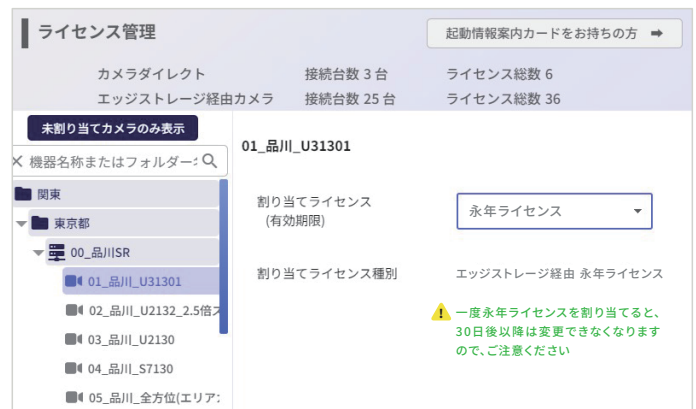 ライセンス管理
起動情報案内カードをお持ちの方 ➡
カメラダイレクト 接続台数 3 台 ライセンス総数 6
エッジストレージ経由カメラ 接続台数 25 台 ライセンス総数 36
未割り当てカメラのみ表示
機器名称またはフォルダー
01_品川_U31301
関東
東京都
00_品川SR
01_品川_U31301
02_品川_U2132_2.5倍ス
03_品川_U2130
04_品川_S7130
05_品川_全方位(エリア
割り当てライセンス
(有効期限)
永年ライセンス
割り当てライセンス種別
エッジストレージ経由 永年ライセンス
一度永年ライセンスを割り当てると、
30日後以降は変更できなくなります
ので、ご注意ください